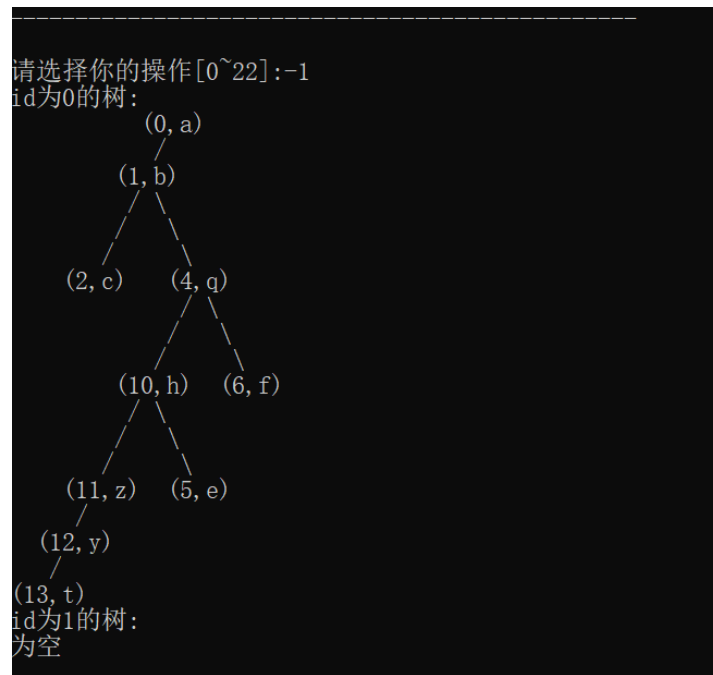 ------------------------------------------------
请选择你的操作[0~22]:-1
id为0的树:
(0,a)
/
(1,b)
/ \
/ \
/ \
(2,c) (4,q)
/ \
/ \
/ \
(10,h) (6,f)
/ \
/ \
/ \
(11,z) (5,e)
/
(12,y)
/
(13,t)
id为1的树:
为空